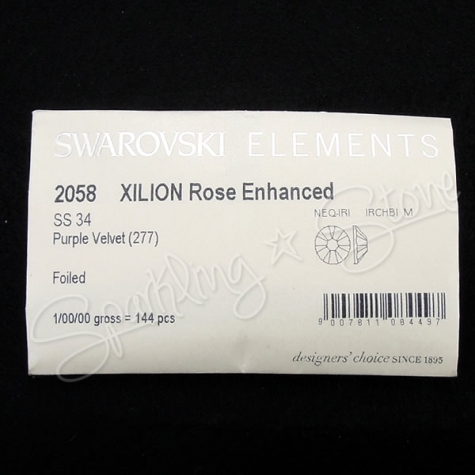 SWAROVSKI ELEMENTS
2058 XILION Rose Enhanced
SS 34
NEQ-IRI IRCHBI M
Purple Velvet (277)
Foiled
1/00/00 gross = 144 pcs
9 007811 084497
designers' choice SINCE 1895
Sparkling ☆ Stone